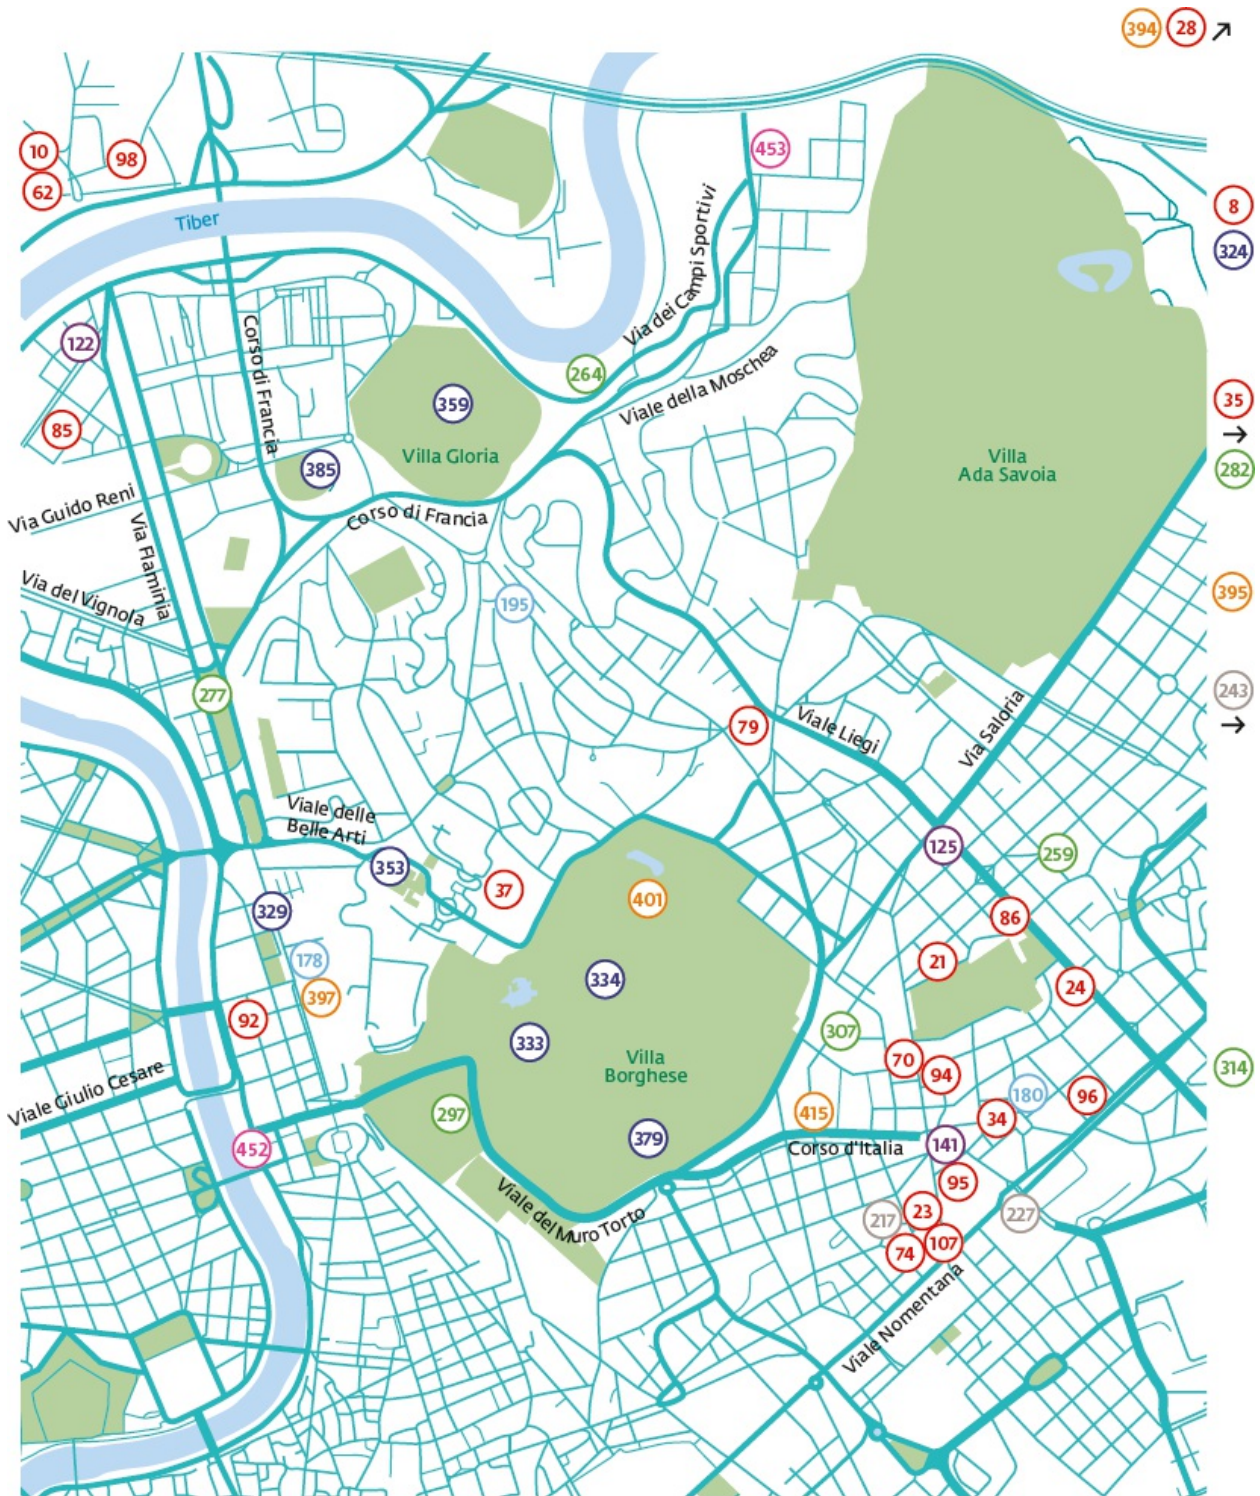 394 28
453
10 98
62
8
Tiber
324
Via dei Campi Sportivi
122
Corso di Francia
264
Viale della Moschea
359
35
85
Villa Gloria
385
Villa
Ada Savoia
282
Via Guido Reni
Corso di Francia
Via Flaminia
Via del Vignola
195
395
277
243
79
Viale Liegi
Via Saloria
Viale delle
Belle Arti
125
259
353
37
401
329
86
178
21
334
397
24
92
307
333
70
94
Villa
Borghese
314
Viale Giulio Cesare
180
96
297
415
34
379
452
Corso d'Italia
141
95
Viale del Muro Torto
23
217
227
74
107
Viale Nomentana